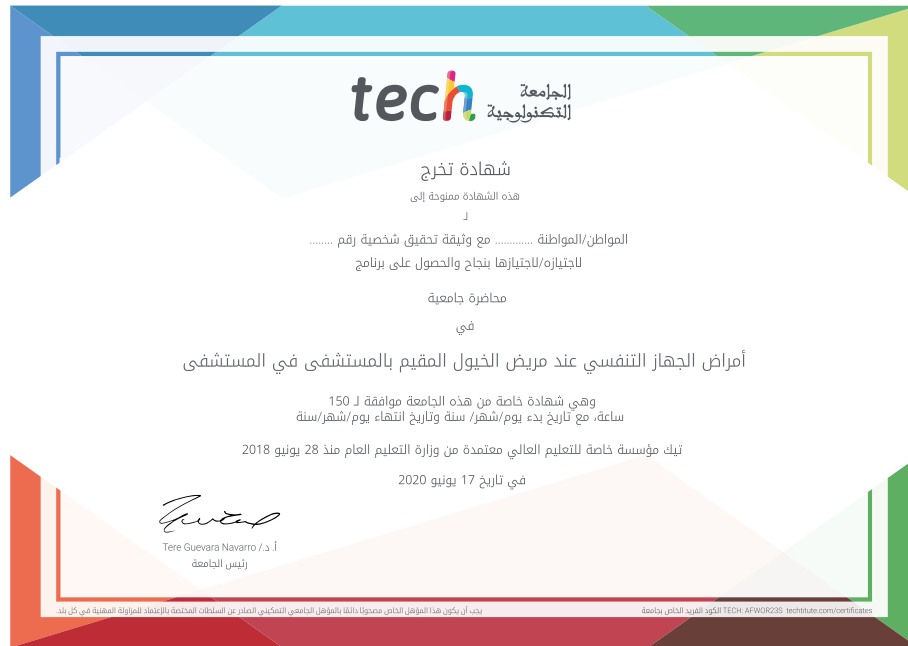 tech الجامعة
التكنولوجية
شهادة تخرج
هذه الشهادة ممنوحة إلى
لـ
المواطن/المواطنة ............. مع وثيقة تحقيق شخصية رقم ........
لاجتيازه/لاجتيازها بنجاح والحصول على برنامج
محاضرة جامعية
في
أمراض الجهاز التنفسي عند مريض الخيول المقيم بالمستشفى في المستشفى
وهي شهادة خاصة من هذه الجامعة موافقة لـ 150
ساعة، مع تاريخ بدء يوم/شهر/ سنة وتاريخ انتهاء يوم/شهر/سنة
تيك مؤسسة خاصة للتعليم العالي معتمدة من وزارة التعليم العام منذ 28 يونيو 2018
في تاريخ 17 يونيو 2020
أ. د./ Tere Guevara Navarro
رئيس الجامعة
يجب أن يكون هذا المؤهل الخاص مصحوبًا دائمًا بالمؤهل الجامعي التمكيني الصادر عن السلطات المختصة بالإعتماد للمزاولة المهنية في كل بلد.
الكود الفريد الخاص بجامعة TECH: AFWOR23S techtitute.com/certificates